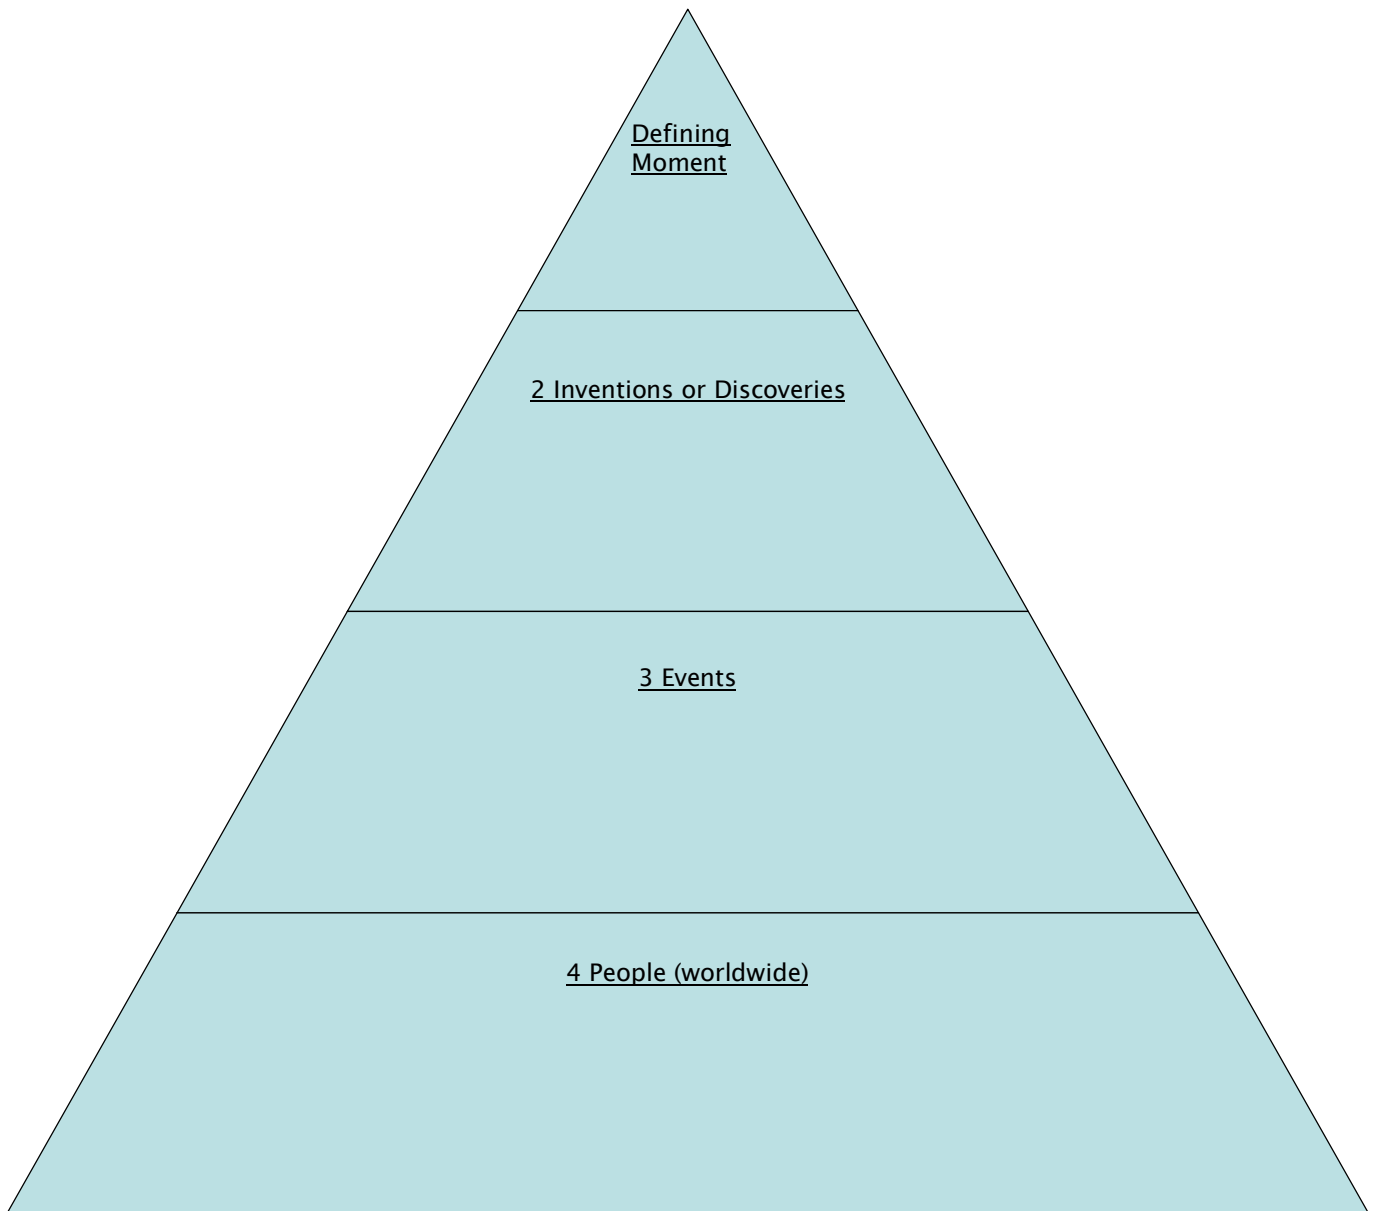 Defining
Moment
2 Inventions or Discoveries
3 Events
4 People (worldwide)